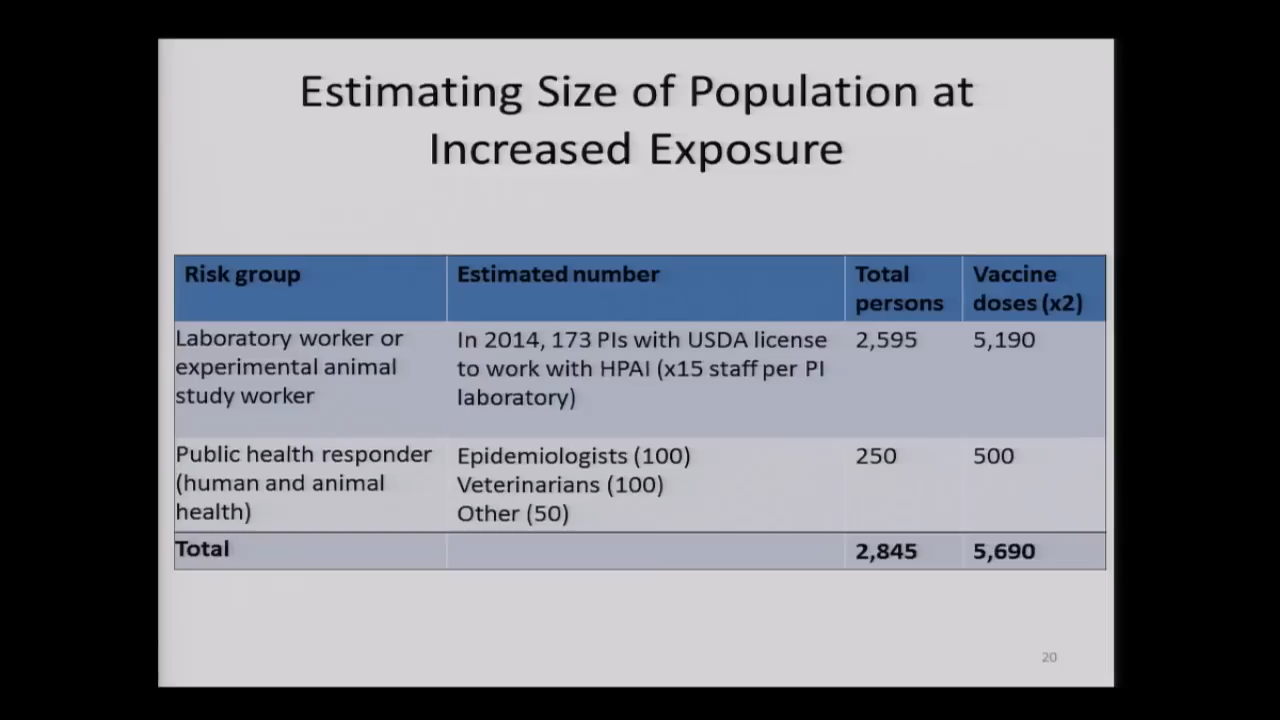 Estimating Size of Population at
Increased Exposure
Risk group
Estimated number
Total
persons
Vaccine
doses (x2)
Laboratory worker or
experimental animal
study worker
In 2014, 173 PIs with USDA license
to work with HPAI (x15 staff per PI
laboratory)
2,595
5,190
Public health responder
(human and animal
health)
Epidemiologists (100)
Veterinarians (100)
Other (50)
250
500
Total
2,845
5,690
20